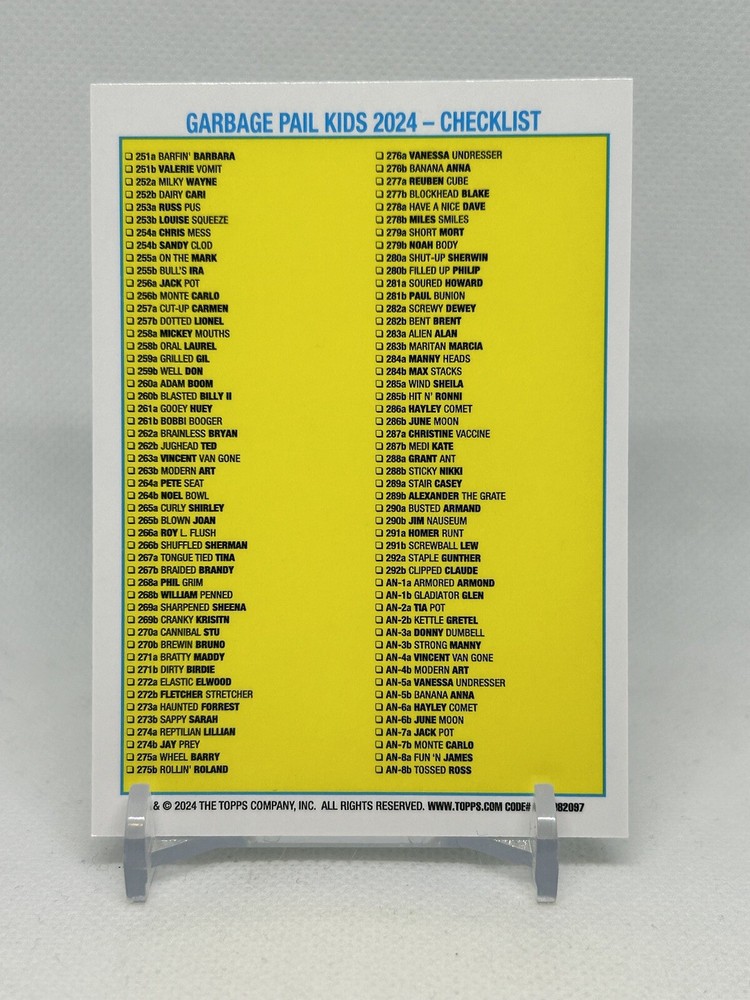 GARBAGE PAIL KIDS 2024 – CHECKLIST
251a BARFIN' BARBARA
251b VALERIE VOMIT
252a MILKY WAYNE
252b DAIRY CARI
253a RUSS PUS
253b LOUISE SQUEEZE
254a CHRIS MESS
254b SANDY CLOD
255a ON THE MARK
255b BULL'S IRA
256a JACK POT
256b MONTE CARLO
257a CUT-UP CARMEN
257b DOTTED LIONEL
258a MICKEY MOUTHS
258b ORAL LAUREL
259a GRILLED GIL
259b WELL DON
260a ADAM BOOM
260b BLASTED BILLY II
261a GOOEY HUEY
261b BOBBI BOOGER
262a BRAINLESS BRYAN
262b JUGHEAD TED
263a VINCENT VAN GONE
263b MODERN ART
264a PETE SEAT
264b NOEL BOWL
265a CURLY SHIRLEY
265b BLOWN JOAN
266a ROY L. FLUSH
266b SHUFFLED SHERMAN
267a TONGUE TIED TINA
267b BRAIDED BRANDY
268a PHIL GRIM
268b WILLIAM PENNED
269a SHARPENED SHEENA
269b CRANKY KRISITN
270a CANNIBAL STU
270b BREWIN BRUNO
271a BRATTY MADDY
271b DIRTY BIRDIE
272a ELASTIC ELWOOD
272b FLETCHER STRETCHER
273a HAUNTED FORREST
273b SAPPY SARAH
274a REPTILIAN LILLIAN
274b JAY PREY
275a WHEEL BARRY
275b ROLLIN' ROLAND
276a VANESSA UNDRESSER
276b BANANA ANNA
277a REUBEN CUBE
277b BLOCKHEAD BLAKE
278a HAVE A NICE DAVE
278b MILES SMILES
279a SHORT MORT
279b NOAH BODY
280a SHUT-UP SHERWIN
280b FILLED UP PHILIP
281a SOURED HOWARD
281b PAUL BUNION
282a SCREWY DEWEY
282b BENT BRENT
283a ALIEN ALAN
283b MARITAN MARCIA
284a MANNY HEADS
284b MAX STACKS
285a WIND SHEILA
285b HIT N' RONNI
286a HAYLEY COMET
286b JUNE MOON
287a CHRISTINE VACCINE
287b MEDI KATE
288a GRANT ANT
288b STICKY NIKKI
289a STAIR CASEY
289b ALEXANDER THE GRATE
290a BUSTED ARMAND
290b JIM NAUSEUM
291a HOMER RUNT
291b SCREWBALL LEW
292a STAPLE GUNTHER
292b CLIPPED CLAUDE
AN-1a ARMORED ARMOND
AN-1b GLADIATOR GLEN
AN-2a TIA POT
AN-2b KETTLE GRETEL
AN-3a DONNY DUMBELL
AN-3b STRONG MANNY
AN-4a VINCENT VAN GONE
AN-4b MODERN ART
AN-5a VANESSA UNDRESSER
AN-5b BANANA ANNA
AN-6a HAYLEY COMET
AN-6b JUNE MOON
AN-7a JACK POT
AN-7b MONTE CARLO
AN-8a FUN 'N JAMES
AN-8b TOSSED ROSS
& © 2024 THE TOPPS COMPANY, INC. ALL RIGHTS RESERVED. WWW.TOPPS.COM CODE#